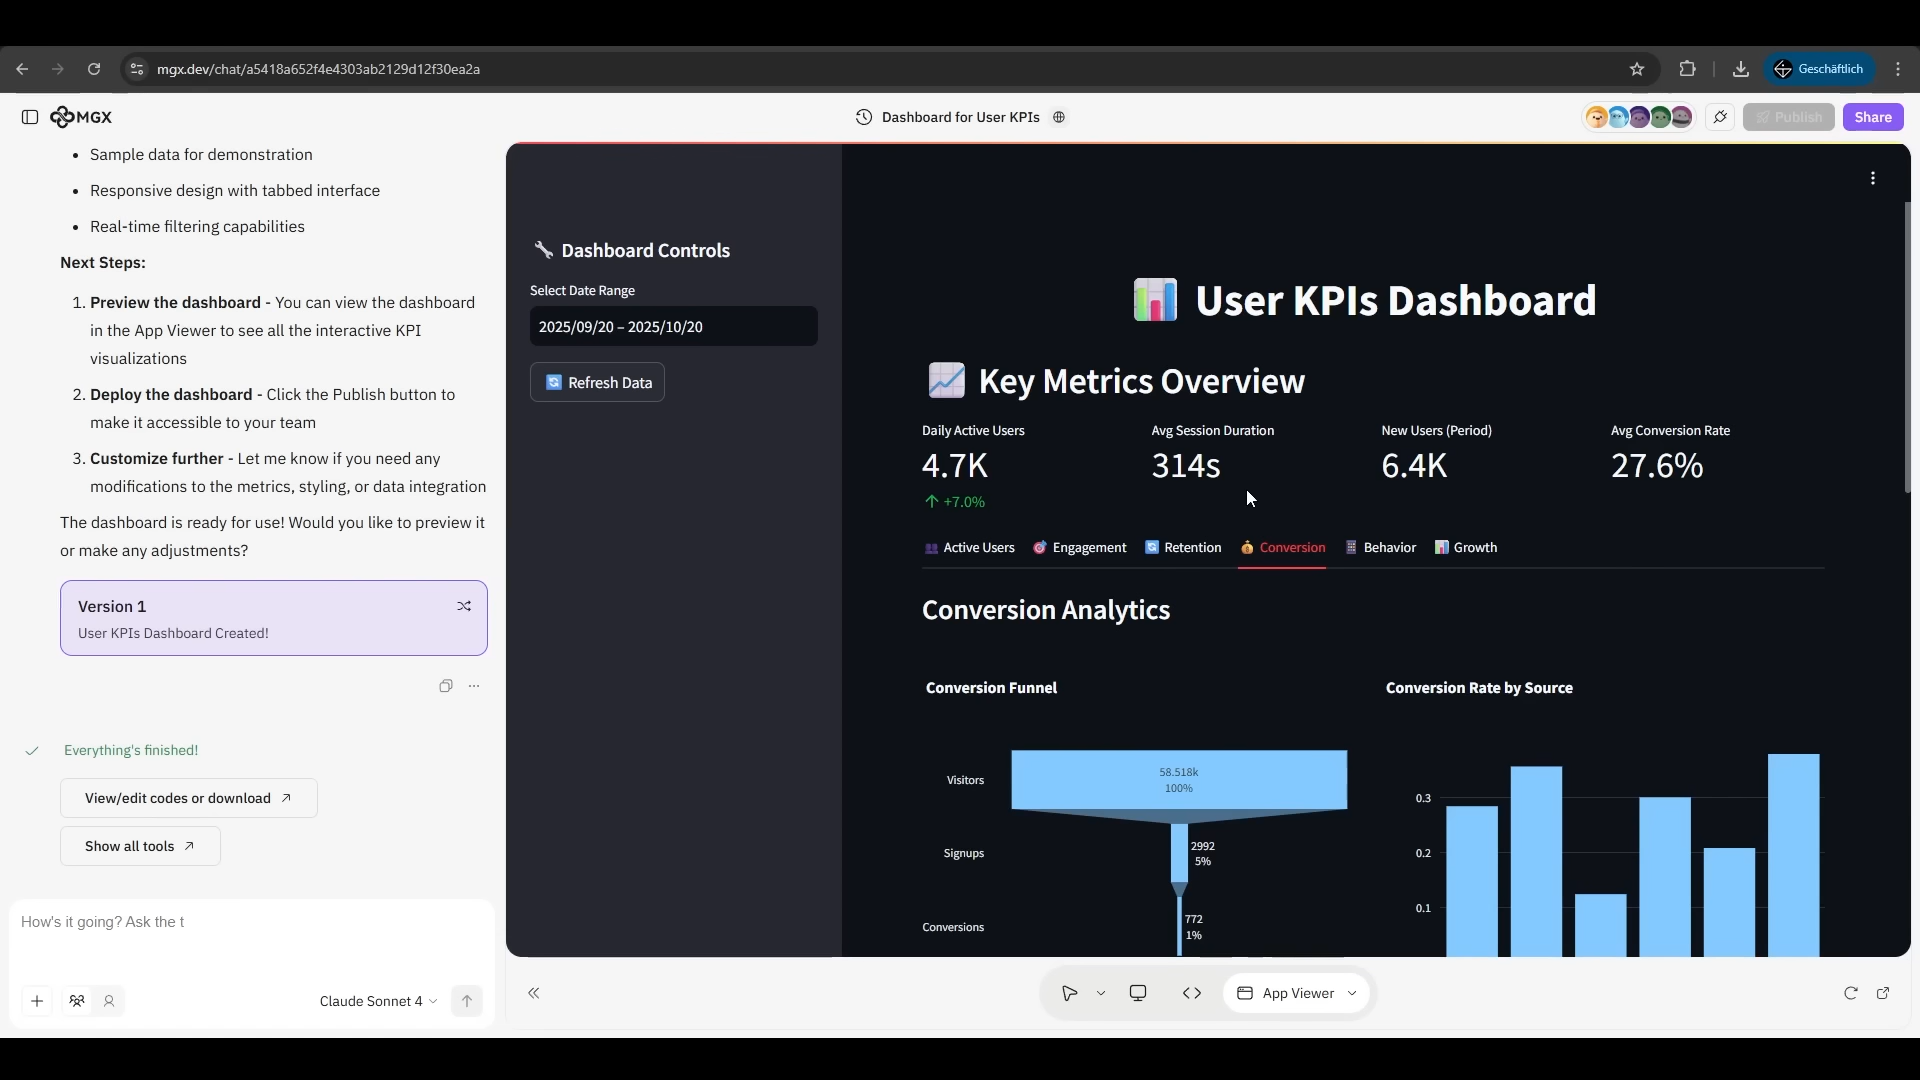 mgx.dev/chat/a5418a652f4e4303ab2129d12f30ea2a
Geschäftlich
MGX
Dashboard for User KPIs
Publish
Share
• Sample data for demonstration
• Responsive design with tabbed interface
• Real-time filtering capabilities
Next Steps:
1. Preview the dashboard - You can view the dashboard
in the App Viewer to see all the interactive KPI
visualizations
2. Deploy the dashboard - Click the Publish button to
make it accessible to your team
3. Customize further - Let me know if you need any
modifications to the metrics, styling, or data integration
The dashboard is ready for use! Would you like to preview it
or make any adjustments?
Version 1
User KPIs Dashboard Created!
Everything's finished!
View/edit codes or download
Show all tools
How's it going? Ask the t
Claude Sonnet 4
Dashboard Controls
Select Date Range
2025/09/20 – 2025/10/20
Refresh Data
User KPIs Dashboard
Key Metrics Overview
Daily Active Users
4.7K
+7.0%
Avg Session Duration
314s
New Users (Period)
6.4K
Avg Conversion Rate
27.6%
Active Users
Engagement
Retention
Conversion
Behavior
Growth
Conversion Analytics
Conversion Funnel
Visitors
58.518k
100%
Signups
2992
5%
Conversions
772
1%
Conversion Rate by Source
0.3
0.2
0.1
App Viewer